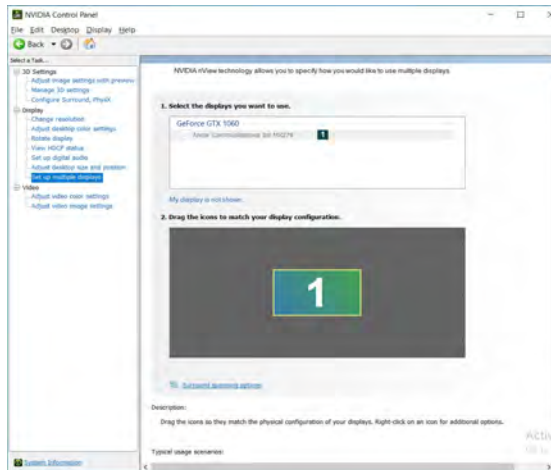 NVIDIA Control Panel
File Edit Desktop Display Help
Back
Select a Task...
3D Settings
Adjust image settings with preview
Manage 3D settings
Configure Surround, PhysX
Display
Change resolution
Adjust desktop color settings
Rotate display
View HDCP status
Set up digital audio
Adjust desktop size and position
Set up multiple displays
Video
Adjust video color settings
Adjust video image settings
System Information
NVIDIA nView technology allows you to specify how you would like to use multiple displays.
1. Select the displays you want to use.
GeForce GTX 1060
1
My display is not shown
2. Drag the icons to match your display configuration.
1
Surround spanning options
Description:
Drag the icons so they match the physical configuration of your displays. Right-click on an icon for additional options.
Typical usage scenarios: